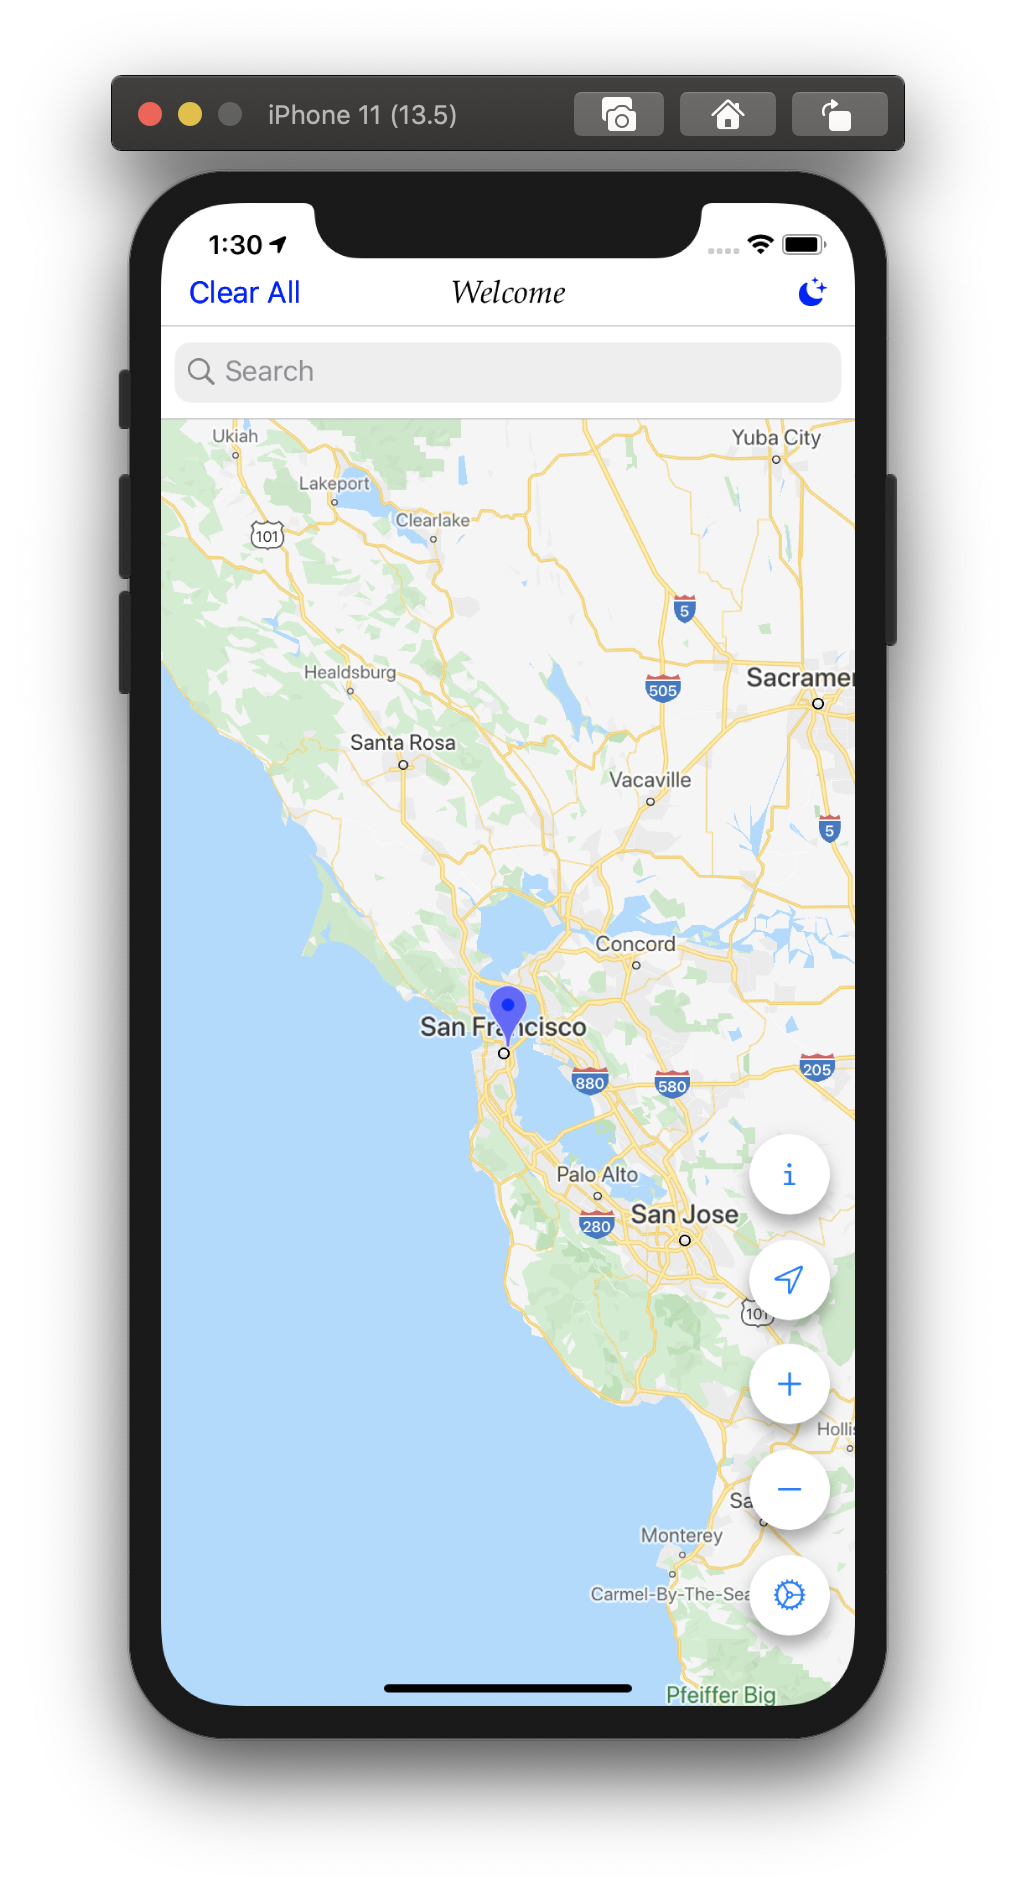 iPhone 11 (13.5)
1:30
Clear All
Welcome
Search
Ukiah
Yuba City
Lakeport
Clearlake
101
5
Healdsburg
Sacramen
505
Santa Rosa
Vacaville
5
Concord
San Francisco
880
580
205
Palo Alto
i
San Jose
280
101
Hollis
Sa
Monterey
Carmel-By-The-Sea
Pfeiffer Big